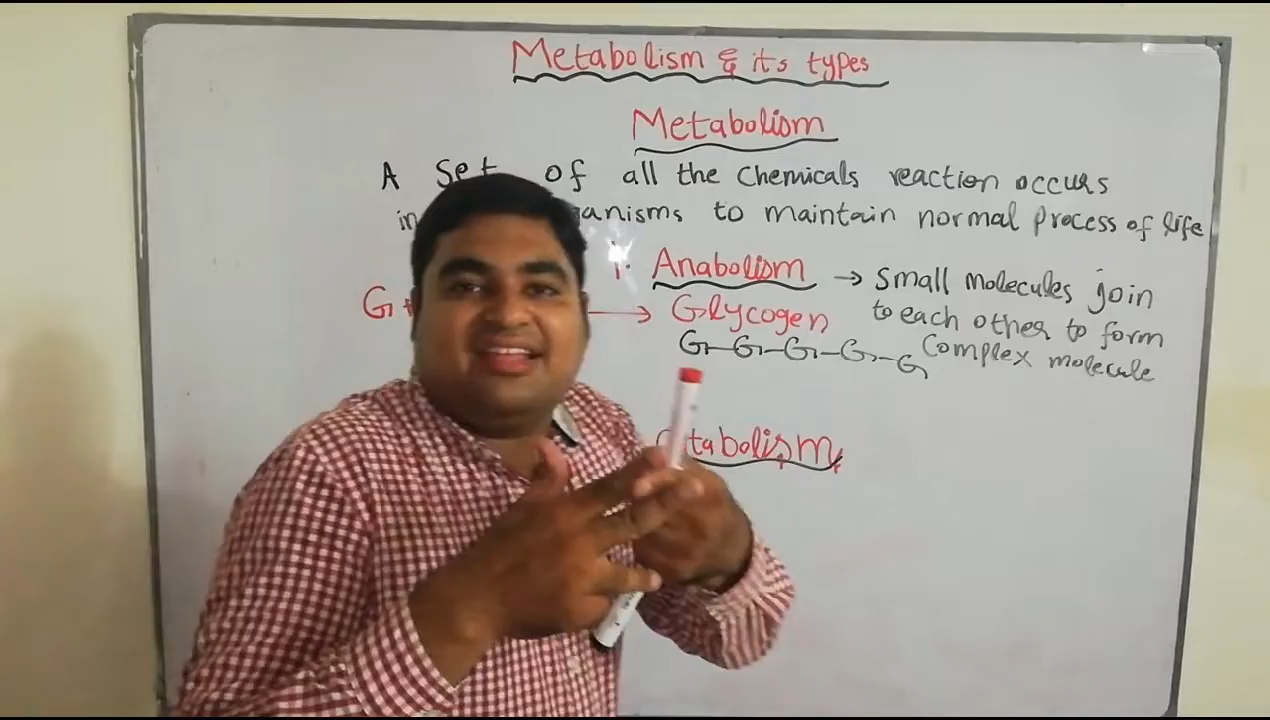 Metabolism & its types
Metabolism
A Set of all the Chemicals reaction occurs
in anisms to maintain normal process of life
i. Anabolism → Small molecules join
to each other to form
Complex molecule
G+ → Glycogen
G-G-G-G-G
tabolism